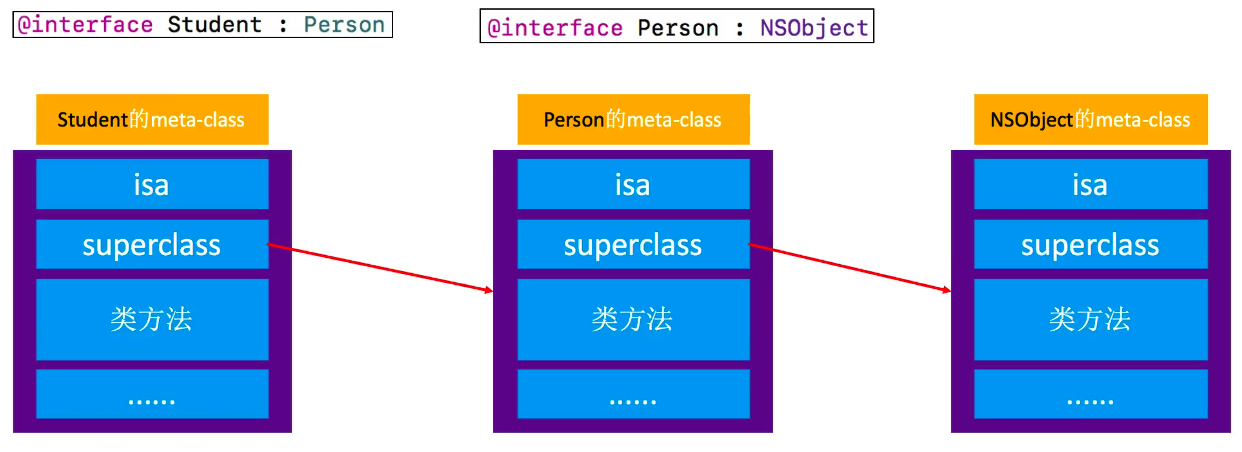 @interface Student : Person
@interface Person : NSObject
Student的meta-class
isa
superclass
类方法
......
Person的meta-class
isa
superclass
类方法
......
NSObject的meta-class
isa
superclass
类方法
......